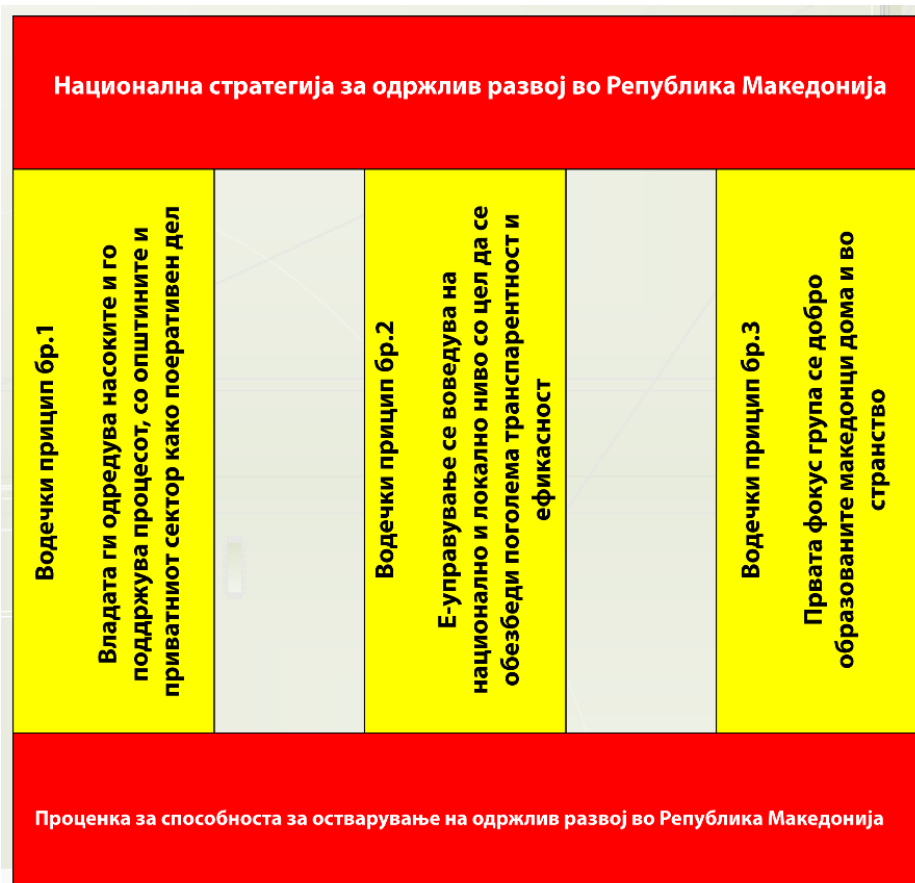 Национална стратегија за одржлив развој во Република Македонија
Водечки прицип бр.1
Владата ги одредува насоките и го
поддржува процесот, со општините и
приватниот сектор како поеративен дел
Водечки прицип бр.2
Е-управување се воведува на
национално и локално ниво со цел да се
обезбеди поголема транспарентност и
ефикасност
Водечки прицип бр.3
Првата фокус група се добро
образованите македонци дома и во
странство
Проценка за способноста за остварување на одржлив развој во Република Македонија